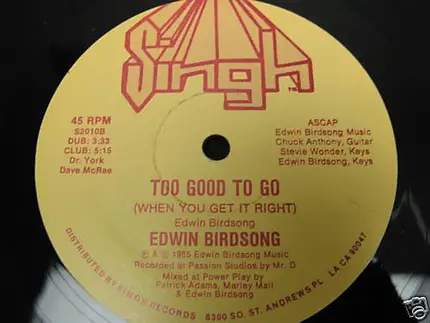 Singh
TM
45 RPM
S2010B
DUB: 3:33
CLUB: 5:15
Dr. York
Dave McRae
ASCAP
Edwin Birdsong Music
Chuck Anthony, Guitar
Stevie Wonder, Keys
Edwin Birdsong, Keys
TOO GOOD TO GO
(WHEN YOU GET IT RIGHT)
Edwin Birdsong
EDWIN BIRDSONG
℗ & © 1985 Edwin Birdsong Music
Recorded at Passion Studios by Mr. D
Mixed at Power Play by
Patrick Adams, Marley Mall
& Edwin Birdsong
DISTRIBUTED BY SIMON RECORDS 8300 SO. ST. ANDREWS PL LA CA 90047